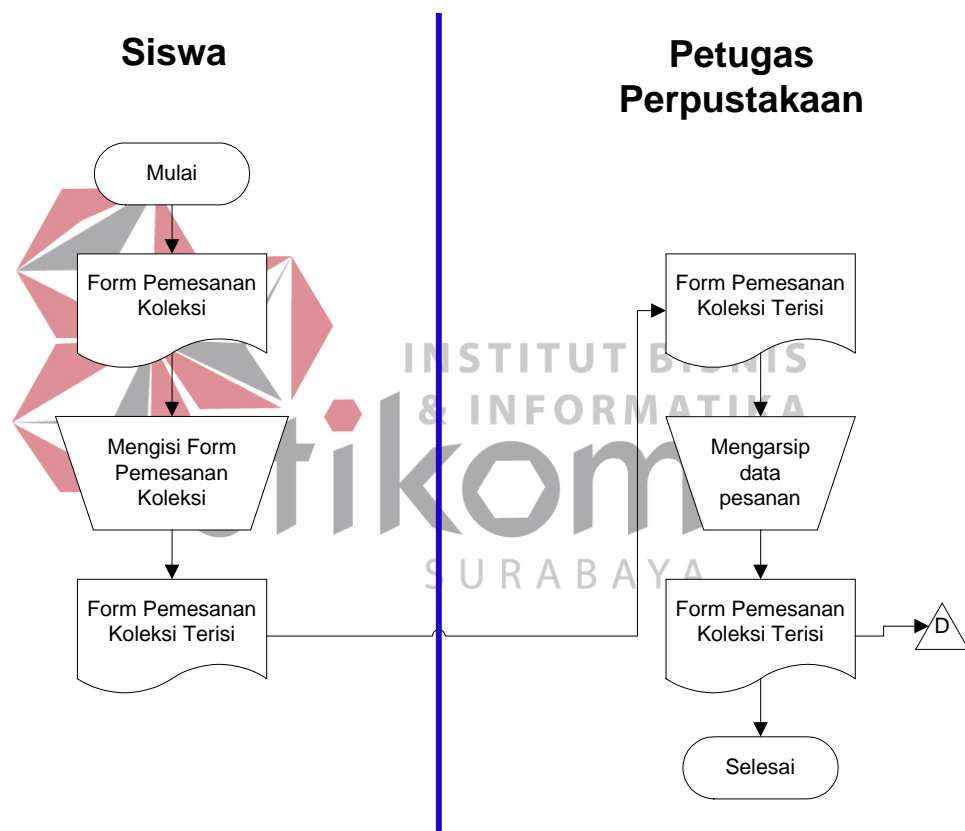 Siswa
Petugas
Perpustakaan
Mulai
Form Pemesanan
Koleksi
Mengisi Form
Pemesanan
Koleksi
Form Pemesanan
Koleksi Terisi
Form Pemesanan
Koleksi Terisi
Mengarsip
data
pesanan
Form Pemesanan
Koleksi Terisi
D
Selesai
INSTITUT BISNIS
& INFORMATIKA
stikom
SURABAYA